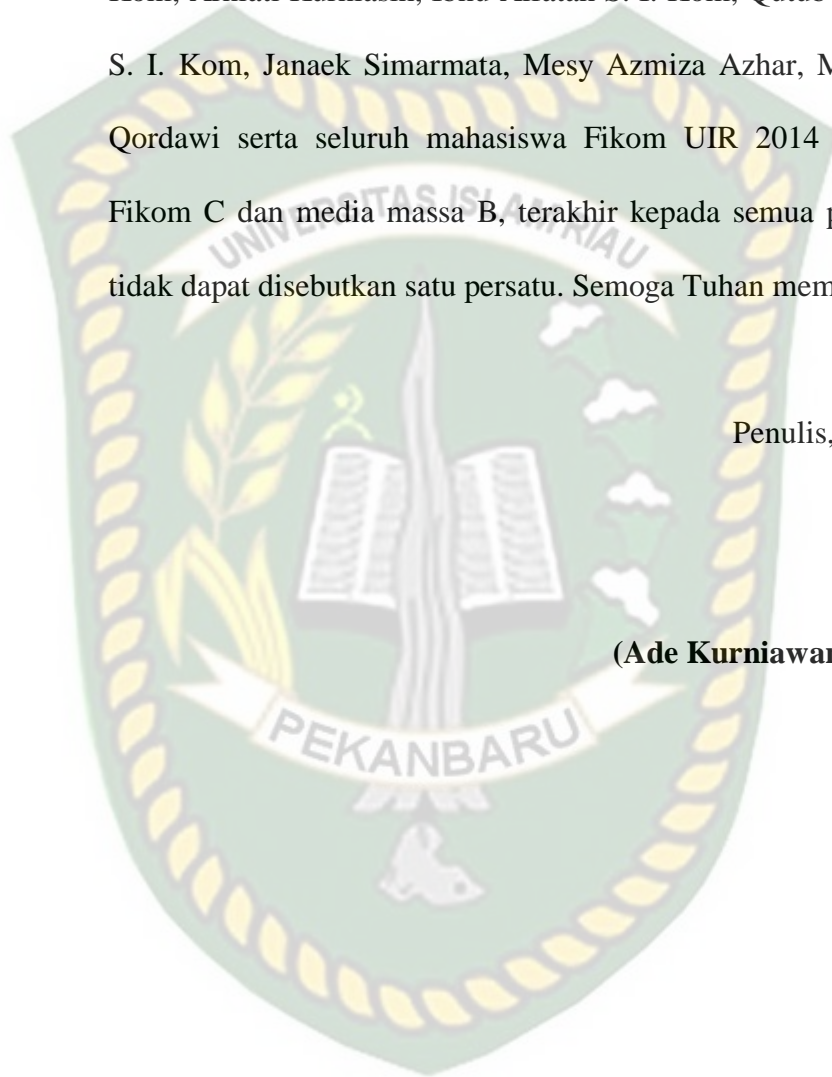 S. I. Kom, Janaek Simarmata, Mesy Azmiza Azhar, M
Qordawi serta seluruh mahasiswa Fikom UIR 2014
Fikom C dan media massa B, terakhir kepada semua p
tidak dapat disebutkan satu persatu. Semoga Tuhan mem
UNIVERSITAS ISLAM RIAU
Penulis,
(Ade Kurniawan
PEKANBARU